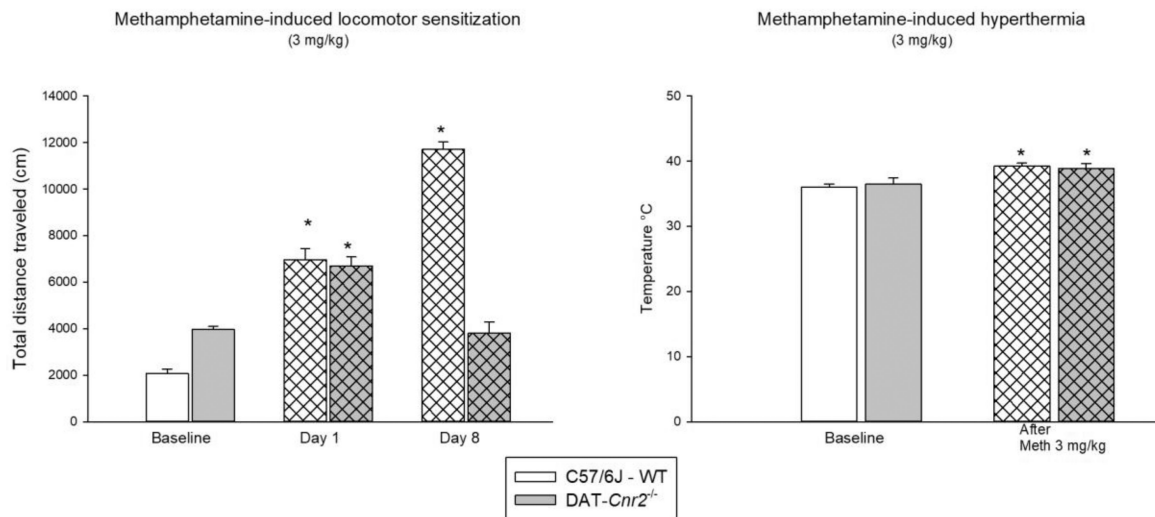 Methamphetamine-induced locomotor sensitization
(3 mg/kg)
Total distance traveled (cm)
14000
12000
10000
8000
6000
4000
2000
0
*
*
*
Baseline
Day 1
Day 8
Methamphetamine-induced hyperthermia
(3 mg/kg)
Temperature °C
50
40
30
20
10
0
*
*
Baseline
After
Meth 3 mg/kg
C57/6J - WT
DAT-Cnr2-/-